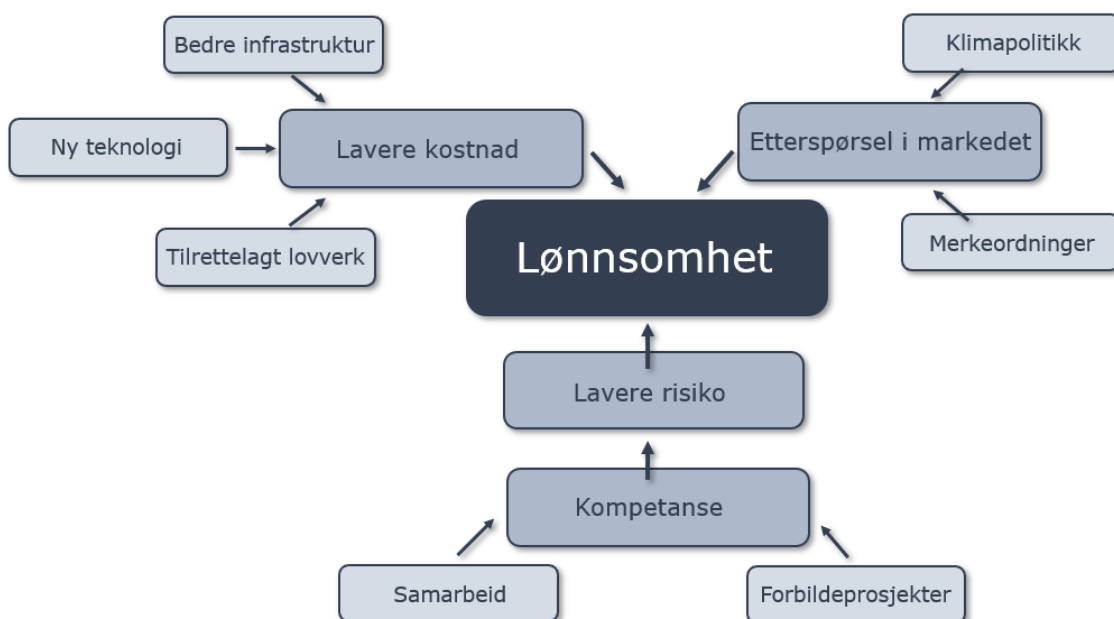 Bedre infrastruktur
Klimapolitikk
Ny teknologi
Lavere kostnad
Etterspørsel i markedet
Tilrettelagt lovverk
Merkeordninger
Lønnsomhet
Lavere risiko
Kompetanse
Samarbeid
Forbildeprosjekter